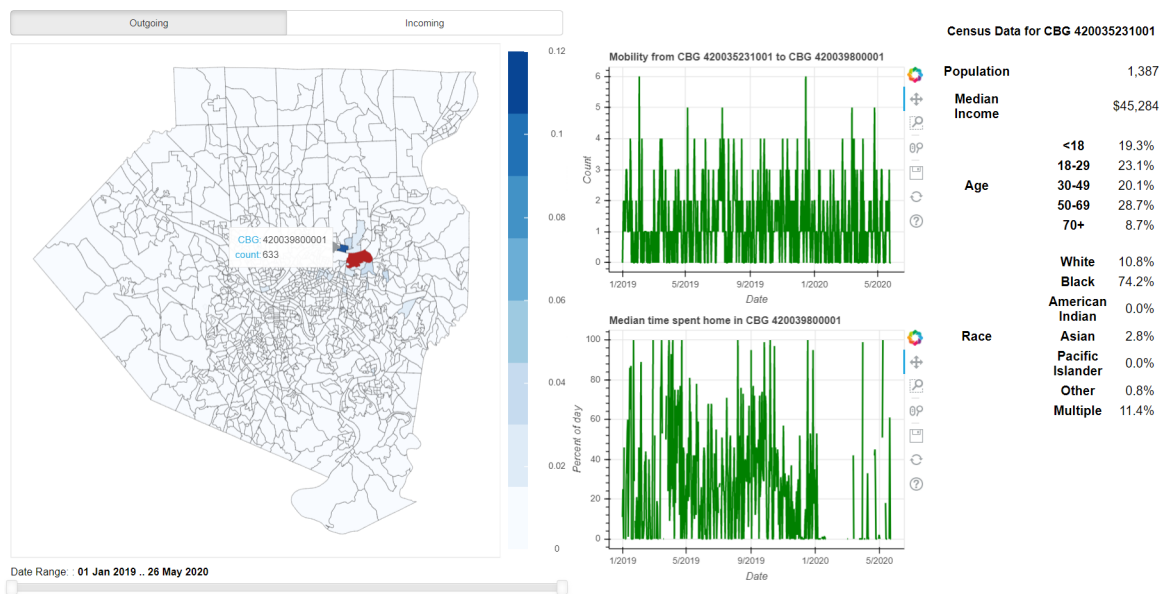 Outgoing
Incoming
0.12
0.1
0.08
0.06
0.04
0.02
0
CBG: 420039800001
count: 633
Date Range: : 01 Jan 2019 .. 26 May 2020
Mobility from CBG 420035231001 to CBG 420039800001
Count
6
5
4
3
2
1
0
1/2019
5/2019
9/2019
1/2020
5/2020
Date
Median time spent home in CBG 420039800001
Percent of day
100
80
60
40
20
0
1/2019
5/2019
9/2019
1/2020
5/2020
Date
Census Data for CBG 420035231001
Population 1,387
Median
Income
$45,284
Age
<18 19.3%
18-29 23.1%
30-49 20.1%
50-69 28.7%
70+ 8.7%
Race
White 10.8%
Black 74.2%
American
Indian
0.0%
Asian 2.8%
Pacific
Islander
0.0%
Other 0.8%
Multiple 11.4%